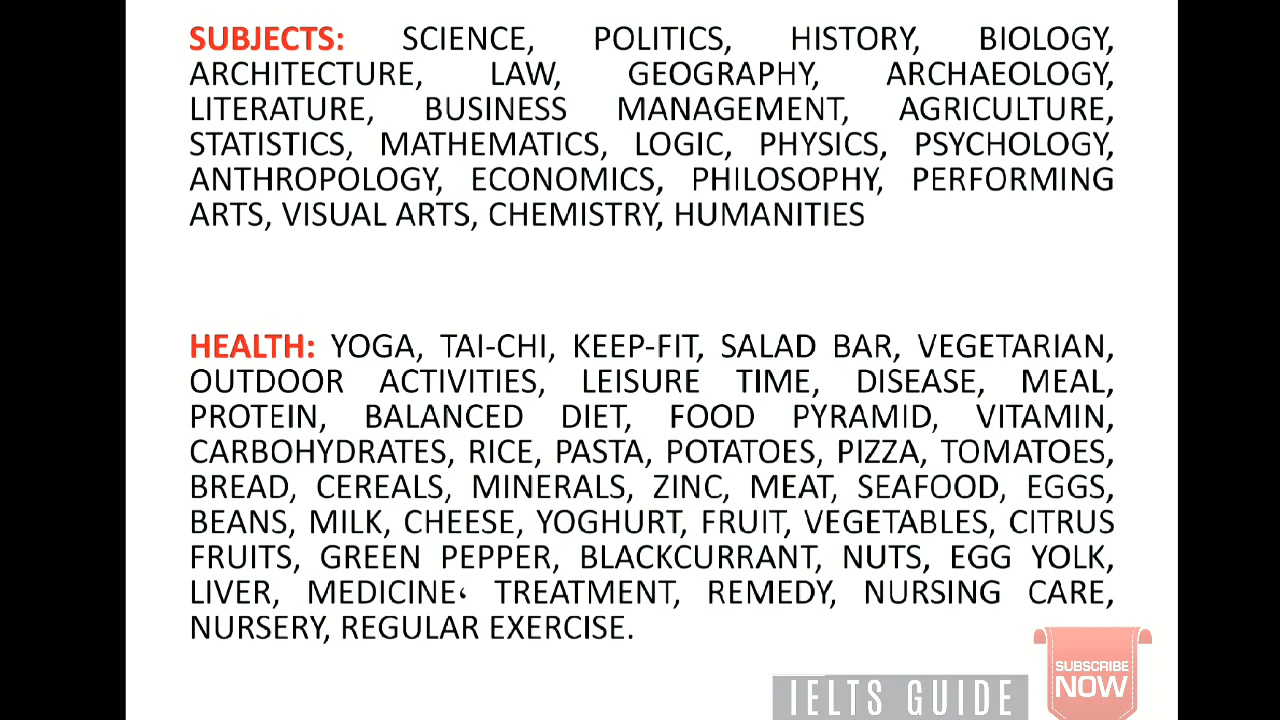 SUBJECTS: SCIENCE, POLITICS, HISTORY, BIOLOGY,
ARCHITECTURE, LAW, GEOGRAPHY, ARCHAEOLOGY,
LITERATURE, BUSINESS MANAGEMENT, AGRICULTURE,
STATISTICS, MATHEMATICS, LOGIC, PHYSICS, PSYCHOLOGY,
ANTHROPOLOGY, ECONOMICS, PHILOSOPHY, PERFORMING
ARTS, VISUAL ARTS, CHEMISTRY, HUMANITIES
HEALTH: YOGA, TAI-CHI, KEEP-FIT, SALAD BAR, VEGETARIAN,
OUTDOOR ACTIVITIES, LEISURE TIME, DISEASE, MEAL,
PROTEIN, BALANCED DIET, FOOD PYRAMID, VITAMIN,
CARBOHYDRATES, RICE, PASTA, POTATOES, PIZZA, TOMATOES,
BREAD, CEREALS, MINERALS, ZINC, MEAT, SEAFOOD, EGGS,
BEANS, MILK, CHEESE, YOGHURT, FRUIT, VEGETABLES, CITRUS
FRUITS, GREEN PEPPER, BLACKCURRANT, NUTS, EGG YOLK,
LIVER, MEDICINE، TREATMENT, REMEDY, NURSING CARE,
NURSERY, REGULAR EXERCISE.
SUBSCRIBE
NOW
IELTS GUIDE